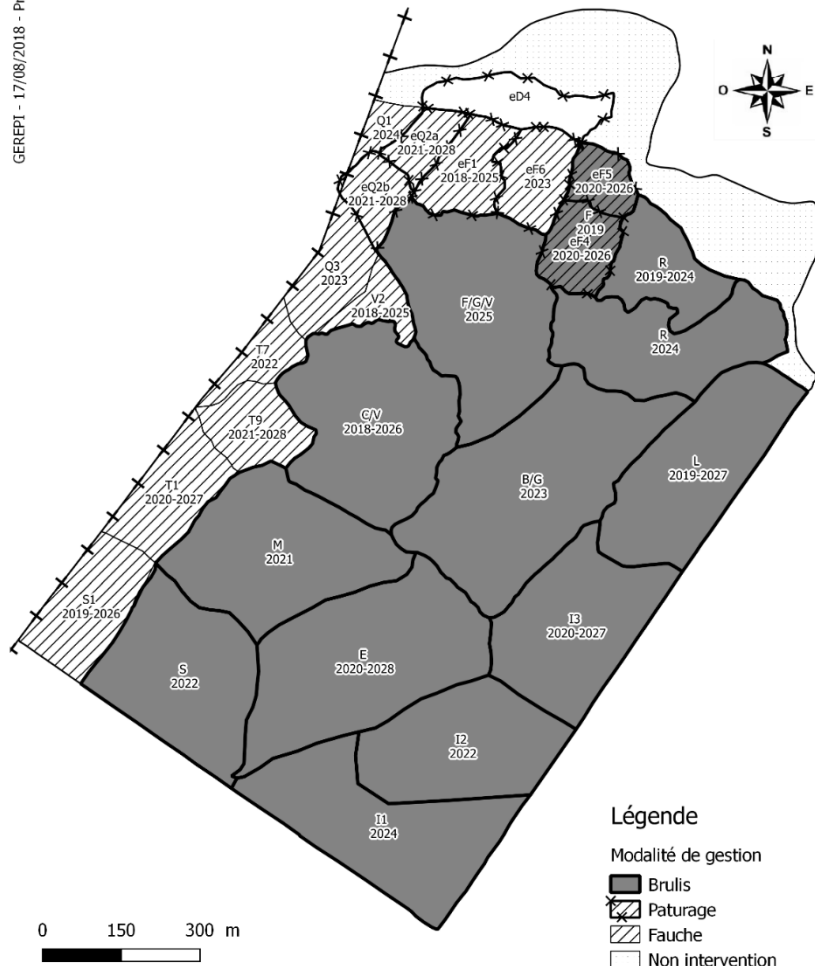 GEREPI - 17/08/2018 - Pr
N
O
E
S
eD4
Q1
2024
eQ2a
2021-2028
eF1
2018-2025
eF6
2023
eF5
2020-2026
eQ2b
2021-2028
F
2019
eF4
2020-2026
Q3
2023
R
2019-2024
V2
2018-2025
F/G/V
2025
R
2024
T7
2022
C/V
2018-2026
T9
2021-2028
L
2019-2027
B/G
2023
T1
2020-2027
M
2021
S1
2019-2026
I3
2020-2027
E
2020-2028
S
2022
I2
2022
I1
2024
Légende
Modalité de gestion
Brulis
Paturage
Fauche
Non intervention
0 150 300 m